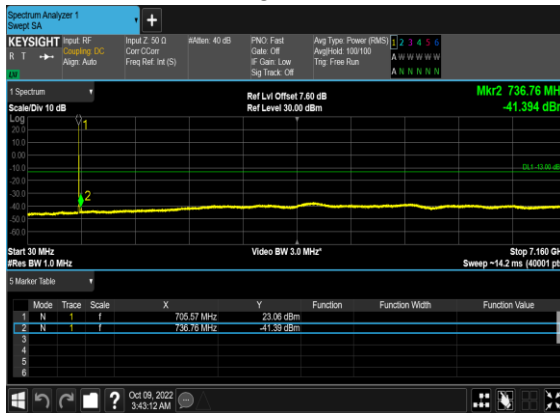 Spectrum Analyzer 1
Swept SA
+
KEYSIGHT Input: RF Input Z: 50 Ω #Atten: 40 dB PNO: Fast Avg Type: Power (RMS) 1 2 3 4 5 6
R T Coupling: DC Corr CCorr Gate: Off Avg|Hold: 100/100 A W W W W W
Align: Auto Freq Ref: Int (S) IF Gain: Low Trig: Free Run
Sig Track: Off A N N N N N
1 Spectrum Ref Lvl Offset 7.60 dB Mkr2 736.76 MH
Scale/Div 10 dB Ref Level 30.00 dBm -41.394 dBr
Log
20.0
10.0
0.00
-10.0
-20.0
-30.0
-40.0
-50.0
-60.0
1
DL1 -13.00 dB
2
Start 30 MHz Video BW 3.0 MHz* Stop 7.160 GH
#Res BW 1.0 MHz Sweep ~14.2 ms (40001 pts
5 Marker Table
Mode Trace Scale X Y Function Function Width Function Value
1 N 1 f 705.57 MHz 23.06 dBm
2 N 1 f 736.76 MHz -41.39 dBm
3
4
5
6
? Oct 09, 2022
3:43:12 AM